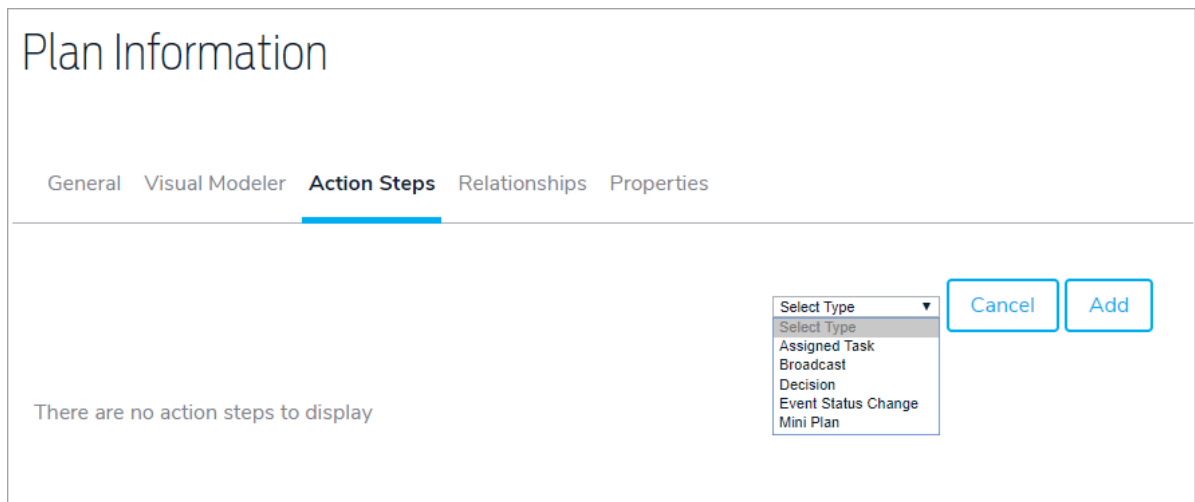 Plan Information
General Visual Modeler Action Steps Relationships Properties
Select Type Cancel Add
Select Type
Assigned Task
Broadcast
Decision
Event Status Change
Mini Plan
There are no action steps to display